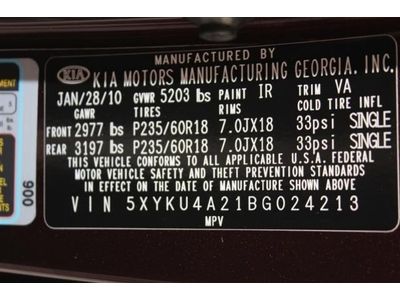 MANUFACTURED BY
KIA KIA MOTORS MANUFACTURING GEORGIA, INC.
JAN/28/10 GVWR 5203 lbs PAINT IR TRIM VA
GAWR TIRES RIMS COLD TIRE INFL
FRONT 2977 lbs P235/60R18 7.0JX18 33psi SINGLE
REAR 3197 lbs P235/60R18 7.0JX18 33psi SINGLE
THIS VEHICLE CONFORMS TO ALL APPLICABLE U.S.A. FEDERAL
MOTOR VEHICLE SAFETY AND THEFT PREVENTION STANDARDS
IN EFFECT ON THE DATE OF MANUFACTURE SHOWN ABOVE
VIN 5XYKU4A21BG024213
MPV
006